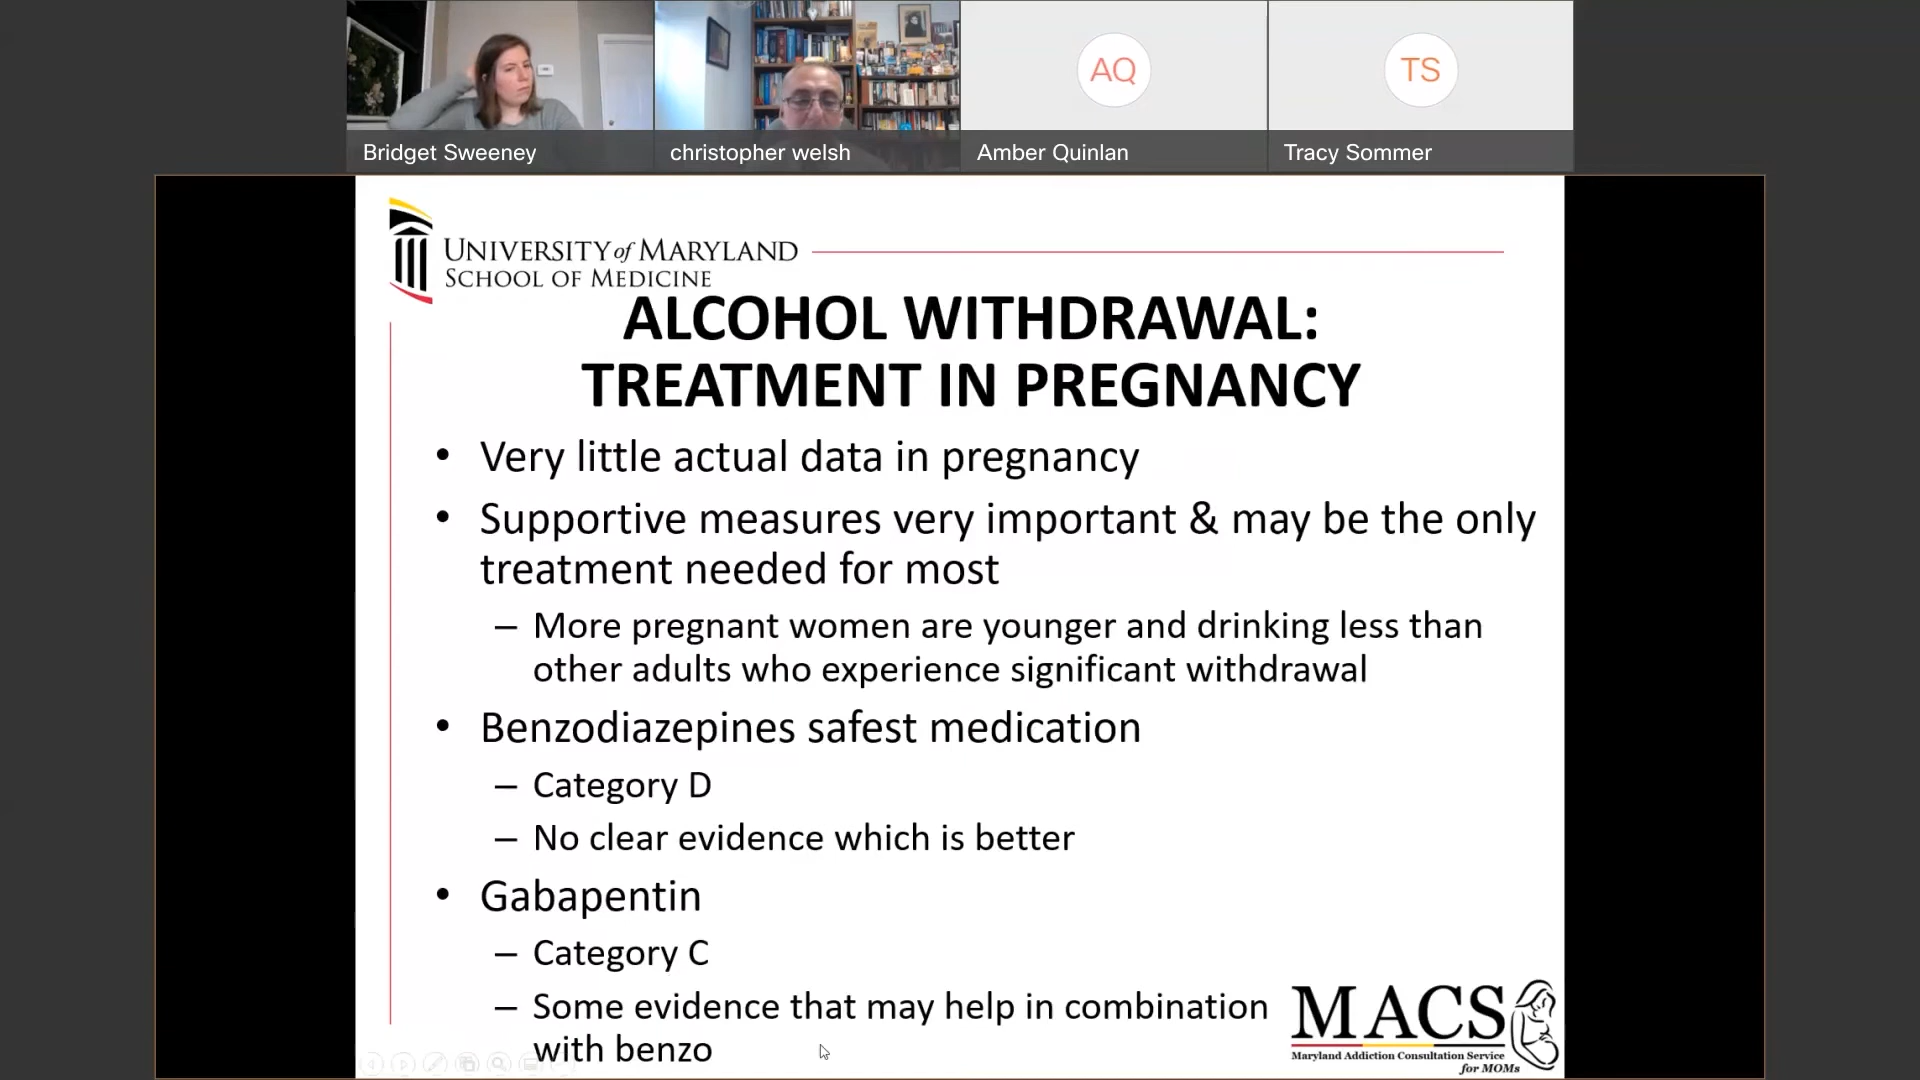 AQ
TS
Bridget Sweeney
christopher welsh
Amber Quinlan
Tracy Sommer
UNIVERSITY of MARYLAND
SCHOOL OF MEDICINE
ALCOHOL WITHDRAWAL:
TREATMENT IN PREGNANCY
• Very little actual data in pregnancy
• Supportive measures very important & may be the only
treatment needed for most
– More pregnant women are younger and drinking less than
other adults who experience significant withdrawal
• Benzodiazepines safest medication
– Category D
– No clear evidence which is better
• Gabapentin
– Category C
– Some evidence that may help in combination
with benzo
MACS
Maryland Addiction Consultation Service
for MOMs